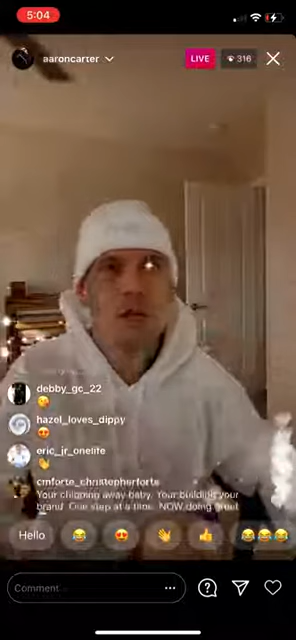 5:04
aaroncarter
LIVE
316
debby_gc_22
hazel_loves_dippy
eric_jr_onelife
cmforte_christopherforte
Your chipping away baby. Your building your
brand. One step at a time. NOW doing great
Hello
Comment